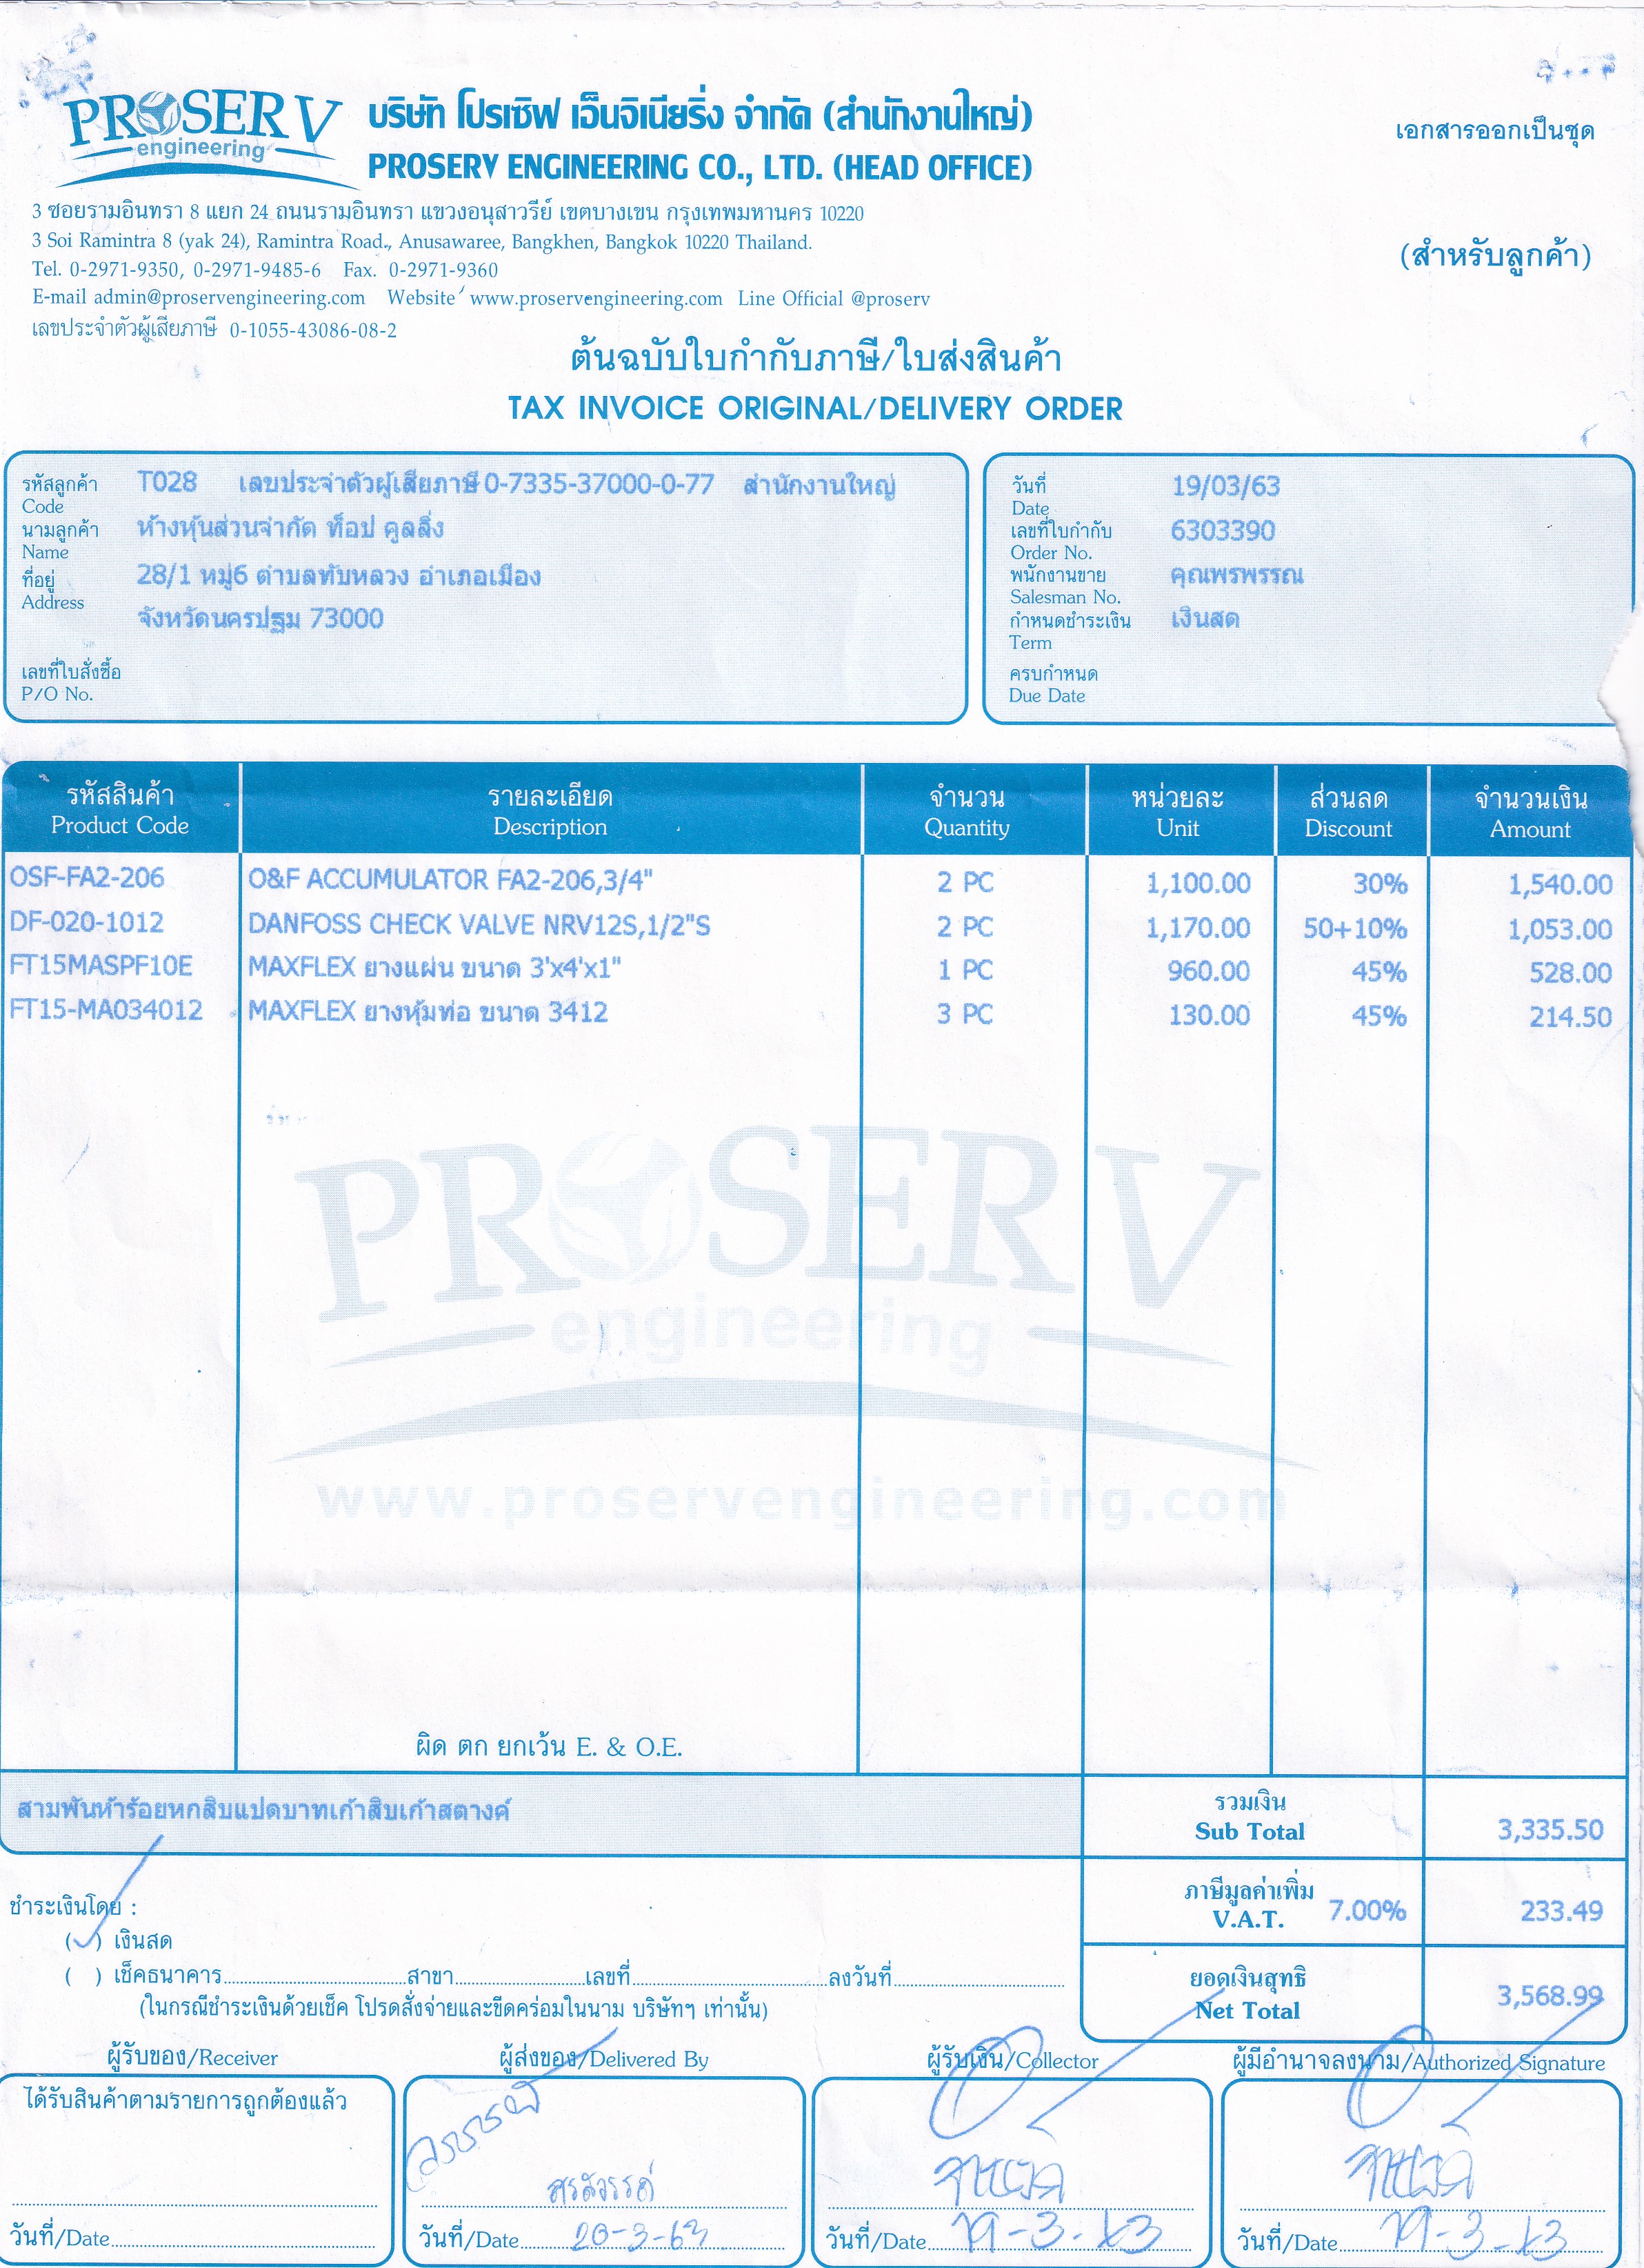 PROSERV
engineering
บริษัท โปรเซิฟ เอ็นจิเนียริ่ง จำกัด (สำนักงานใหญ่)
PROSERV ENGINEERING CO., LTD. (HEAD OFFICE)
เอกสารออกเป็นชุด
3 ซอยรามอินทรา 8 แยก 24 ถนนรามอินทรา แขวงอนุสาวรีย์ เขตบางเขน กรุงเทพมหานคร 10220
3 Soi Ramintra 8 (yak 24), Ramintra Road., Anusawaree, Bangkhen, Bangkok 10220 Thailand.
(สำหรับลูกค้า)
Tel. 0-2971-9350, 0-2971-9485-6 Fax. 0-2971-9360
E-mail admin@proservengineering.com Website www.proservengineering.com Line Official @proserv
เลขประจำตัวผู้เสียภาษี 0-1055-43086-08-2
ต้นฉบับใบกำกับภาษี/ใบส่งสินค้า
TAX INVOICE ORIGINAL/DELIVERY ORDER
รหัสลูกค้า T028 เลขประจำตัวผู้เสียภาษี 0-7335-37000-0-77 สำนักงานใหญ่
Code
นามลูกค้า ห้างหุ้นส่วนจำกัด ท็อป คูลลิ่ง
Name
ที่อยู่ 28/1 หมู่6 ตำบลทับหลวง อำเภอเมือง
Address
จังหวัดนครปฐม 73000
เลขที่ใบสั่งซื้อ
P/O No.
วันที่ 19/03/63
Date
เลขที่ใบกำกับ 6303390
Order No.
พนักงานขาย คุณพรพรรณ
Salesman No.
กำหนดชำระเงิน เงินสด
Term
ครบกำหนด
Due Date
รหัสสินค้า รายละเอียด จำนวน หน่วยละ ส่วนลด จำนวนเงิน
Product Code Description Quantity Unit Discount Amount
OSF-FA2-206 O&F ACCUMULATOR FA2-206,3/4" 2 PC 1,100.00 30% 1,540.00
DF-020-1012 DANFOSS CHECK VALVE NRV12S,1/2"S 2 PC 1,170.00 50+10% 1,053.00
FT15MASPF10E MAXFLEX ยางแผ่น ขนาด 3'x4'x1" 1 PC 960.00 45% 528.00
FT15-MA034012 MAXFLEX ยางหุ้มท่อ ขนาด 3412 3 PC 130.00 45% 214.50
PROSERV
engineering
www.proservengineering.com
ผิด ตก ยกเว้น E. & O.E.
สามพันห้าร้อยหกสิบแปดบาทเก้าสิบเก้าสตางค์
รวมเงิน
Sub Total 3,335.50
ภาษีมูลค่าเพิ่ม
V.A.T. 7.00% 233.49
ยอดเงินสุทธิ
Net Total 3,568.99
ชำระเงินโดย :
( ) เงินสด
( ) เช็คธนาคาร สาขา เลขที่ ลงวันที่
(ในกรณีชำระเงินด้วยเช็ค โปรดสั่งจ่ายและขีดคร่อมในนาม บริษัทฯ เท่านั้น)
ผู้รับของ/Receiver ผู้ส่งของ/Delivered By ผู้รับเงิน/Collector ผู้มีอำนาจลงนาม/Authorized Signature
ได้รับสินค้าตามรายการถูกต้องแล้ว
วันที่/Date
วันที่/Date 20-3-63
วันที่/Date 19-3-63
วันที่/Date 19-3-63